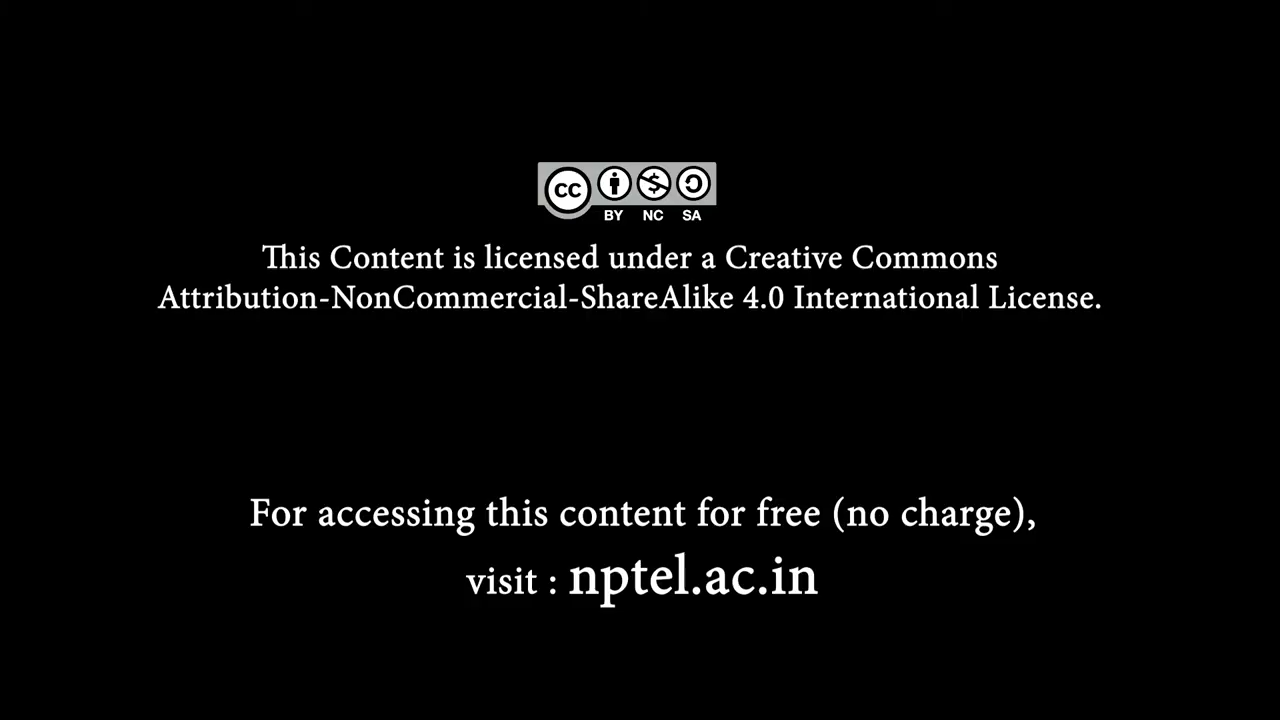 CC BY NC SA
This Content is licensed under a Creative Commons
Attribution-NonCommercial-ShareAlike 4.0 International License.
For accessing this content for free (no charge),
visit : nptel.ac.in